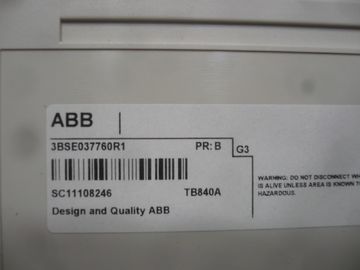 ABB
3BSE037760R1 PR: B G3
SC11108246 TB840A
Design and Quality ABB
WARNING: DO NOT DISCONNECT WH
IS ALIVE UNLESS AREA IS KNOWN
HAZARDOUS.